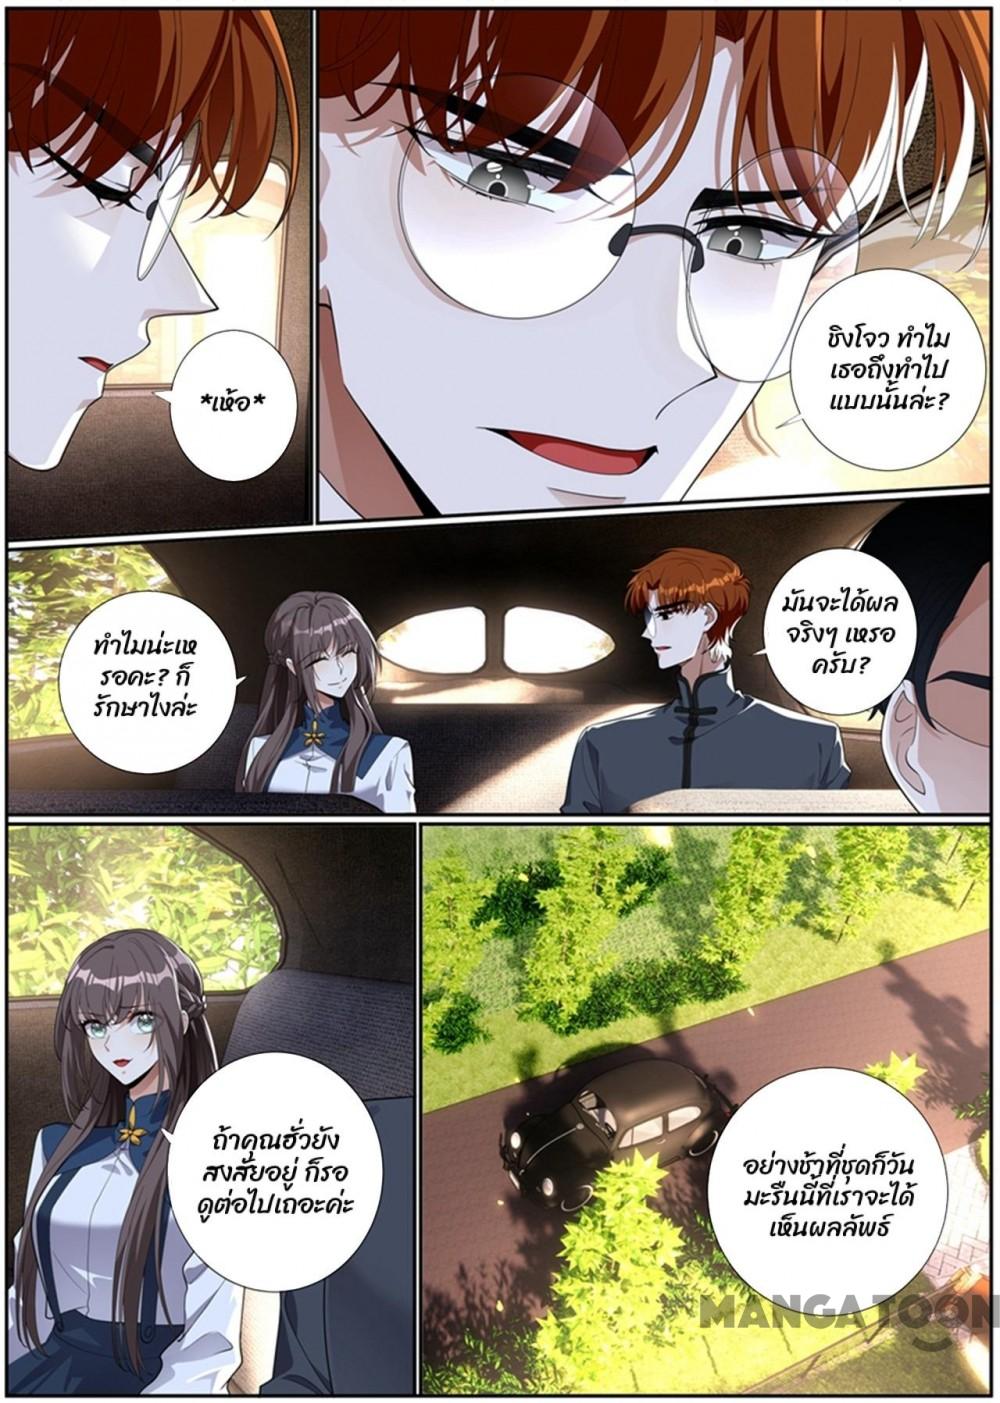 *เห้อ*
ชิงโจว ทำไม
เธอถึงทำไป
แบบนั้นล่ะ?
ทำไมน่ะเห
รอคะ? ก็
รักษาไงล่ะ
มันจะได้ผล
จริงๆ เหรอ
ครับ?
ถ้าคุณฮั่วยัง
สงสัยอยู่ ก็รอ
ดูต่อไปเถอะค่ะ
อย่างช้าที่ชุดก็วัน
มะรืนนี้ที่เราจะได้
เห็นผลลัพธ์
MANGATOON